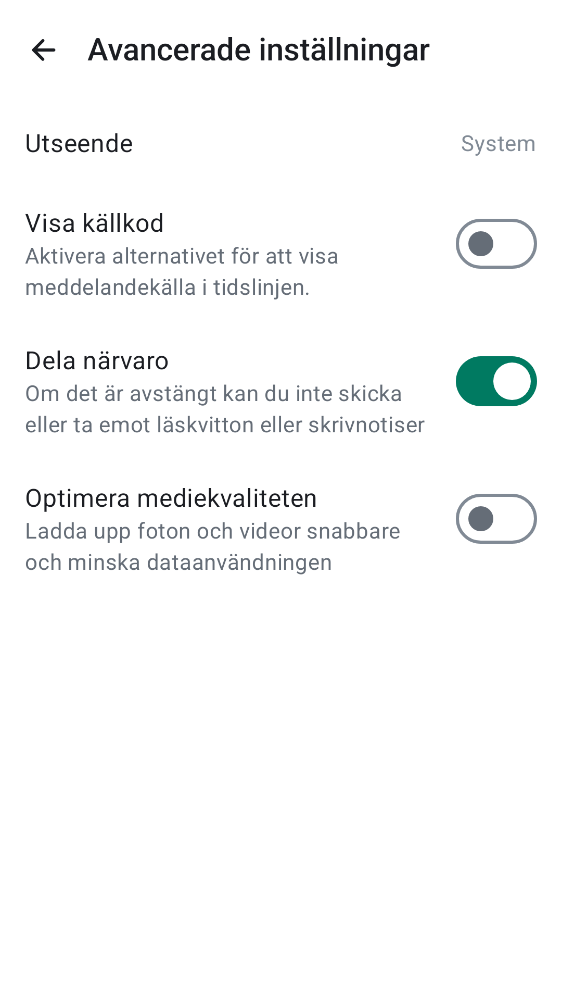 Avancerade inställningar
Utseende
System
Visa källkod
Aktivera alternativet för att visa
meddelandekälla i tidslinjen.
Dela närvaro
Om det är avstängt kan du inte skicka
eller ta emot läskvitton eller skrivnotiser
Optimera mediekvaliteten
Ladda upp foton och videor snabbare
och minska dataanvändningen